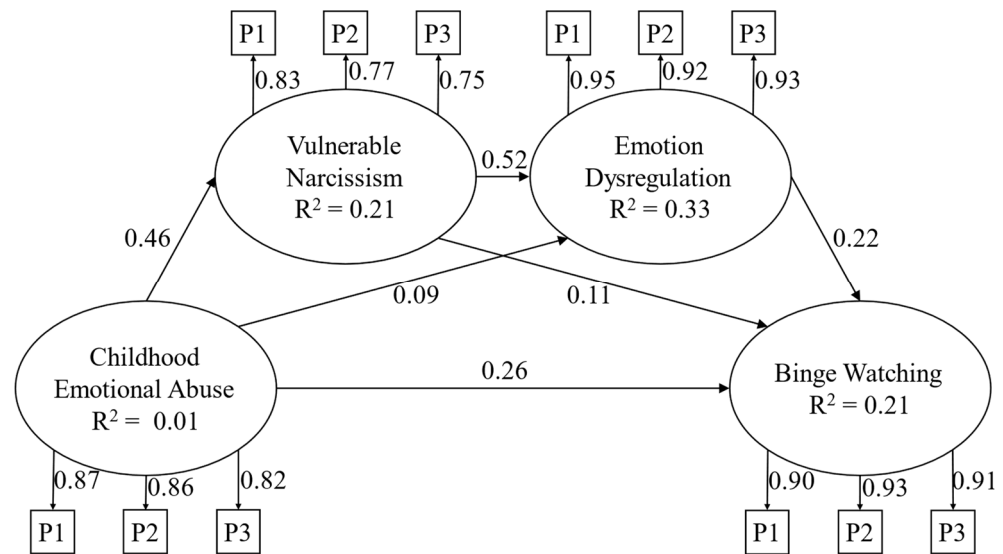 P1 P2 P3 P1 P2 P3
0.83 0.77 0.75 0.95 0.92 0.93
Vulnerable
Narcissism
R² = 0.21
0.52
Emotion
Dysregulation
R² = 0.33
0.46
0.22
0.09
0.11
Childhood
Emotional Abuse
R² = 0.01
0.26
Binge Watching
R² = 0.21
0.87 0.86 0.82 0.90 0.93 0.91
P1 P2 P3 P1 P2 P3